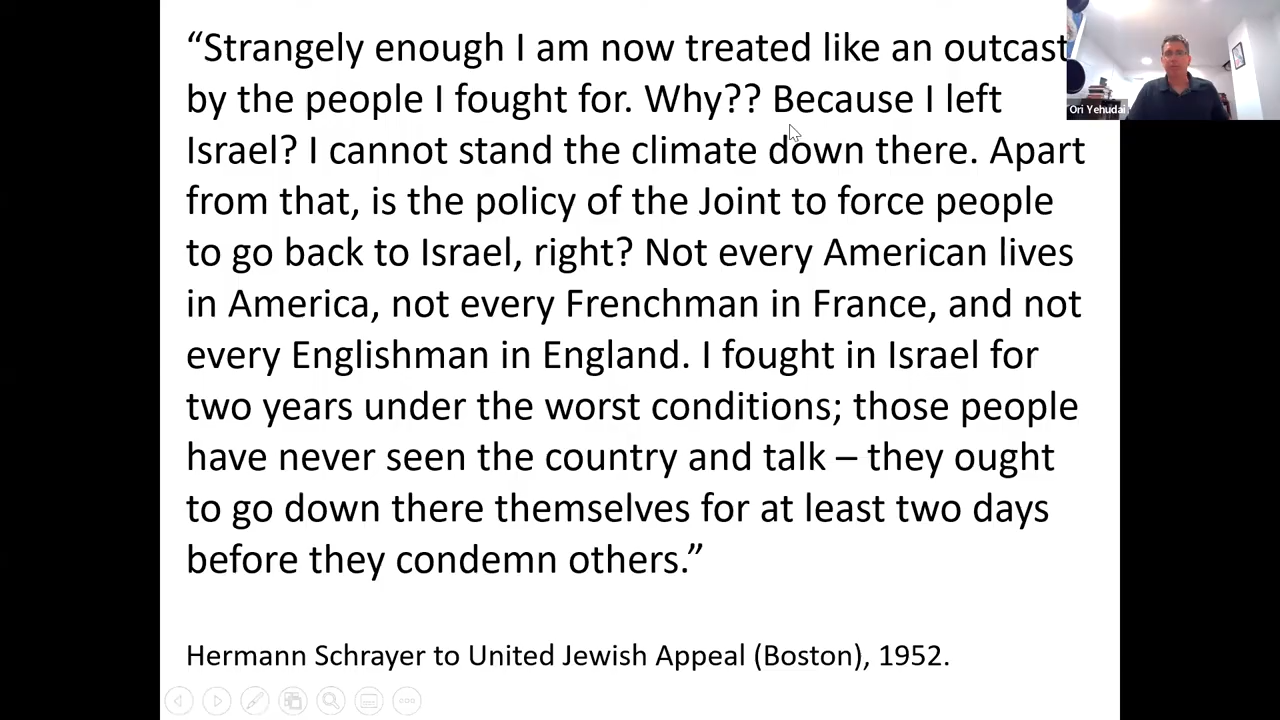 “Strangely enough I am now treated like an outcast
by the people I fought for. Why?? Because I left
Israel? I cannot stand the climate down there. Apart
from that, is the policy of the Joint to force people
to go back to Israel, right? Not every American lives
in America, not every Frenchman in France, and not
every Englishman in England. I fought in Israel for
two years under the worst conditions; those people
have never seen the country and talk – they ought
to go down there themselves for at least two days
before they condemn others.”
Hermann Schrayer to United Jewish Appeal (Boston), 1952.
Ori Yehudai